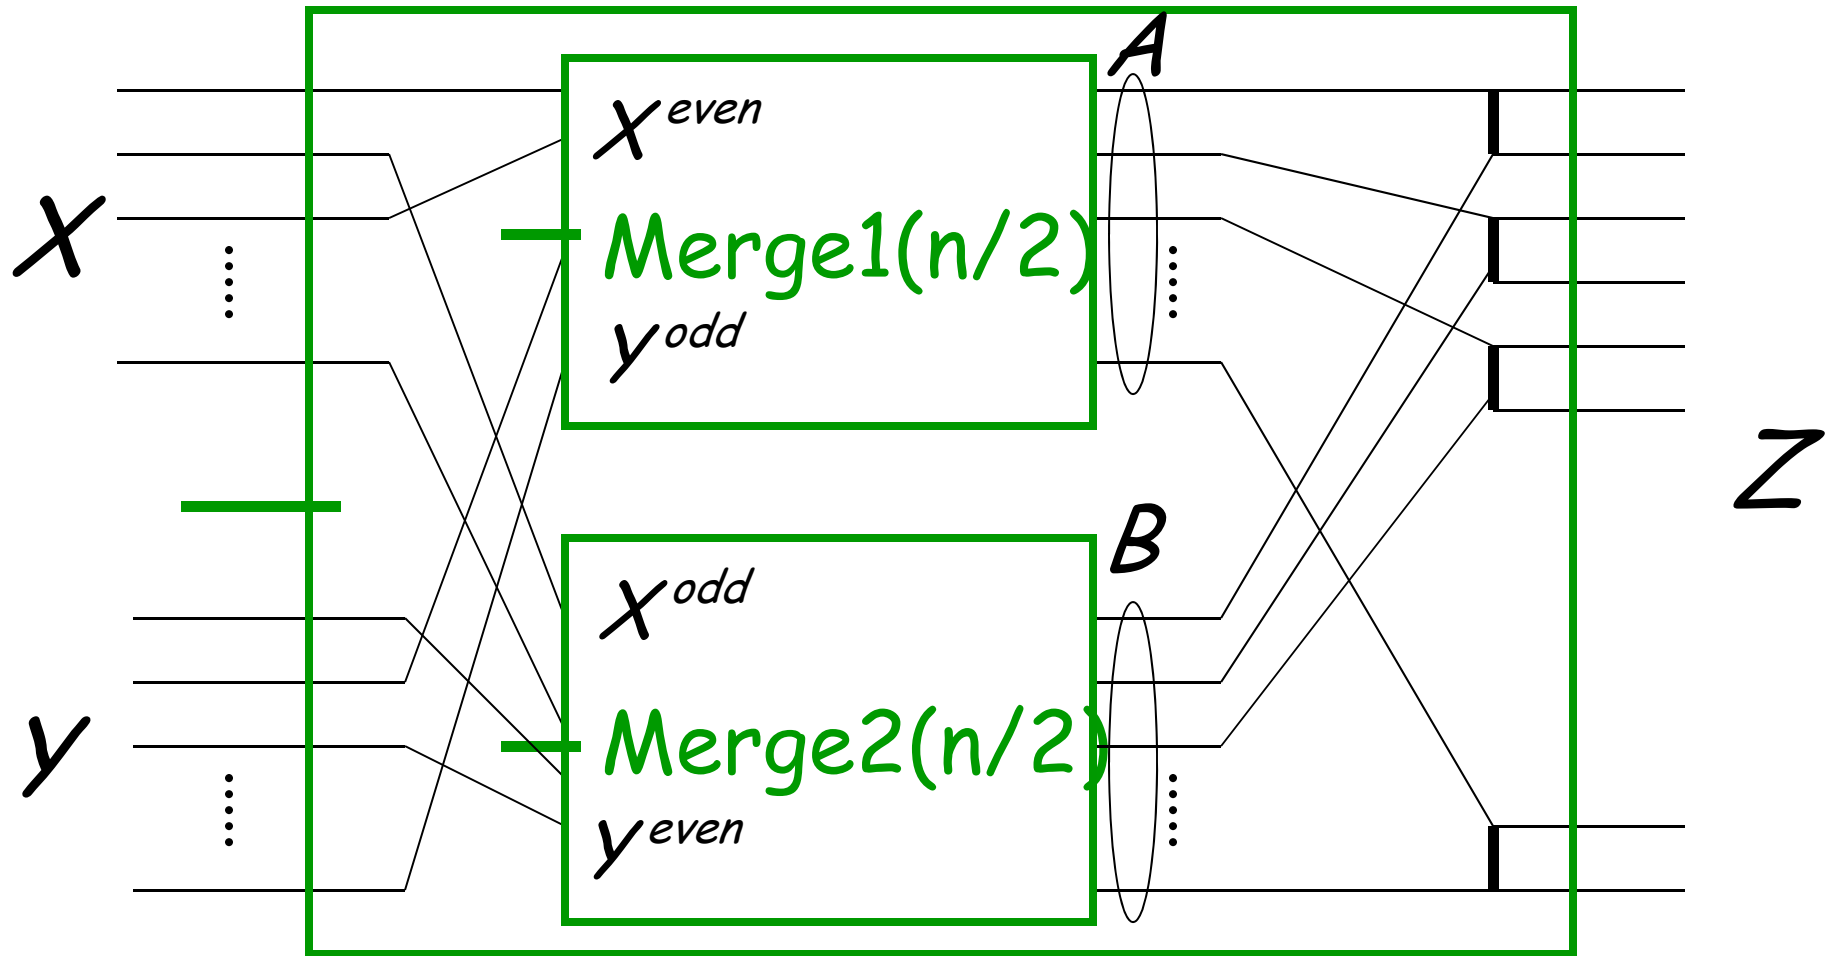 A
X even
Merge1(n/2)
y odd
X
B
X odd
Merge2(n/2)
y even
y
Z